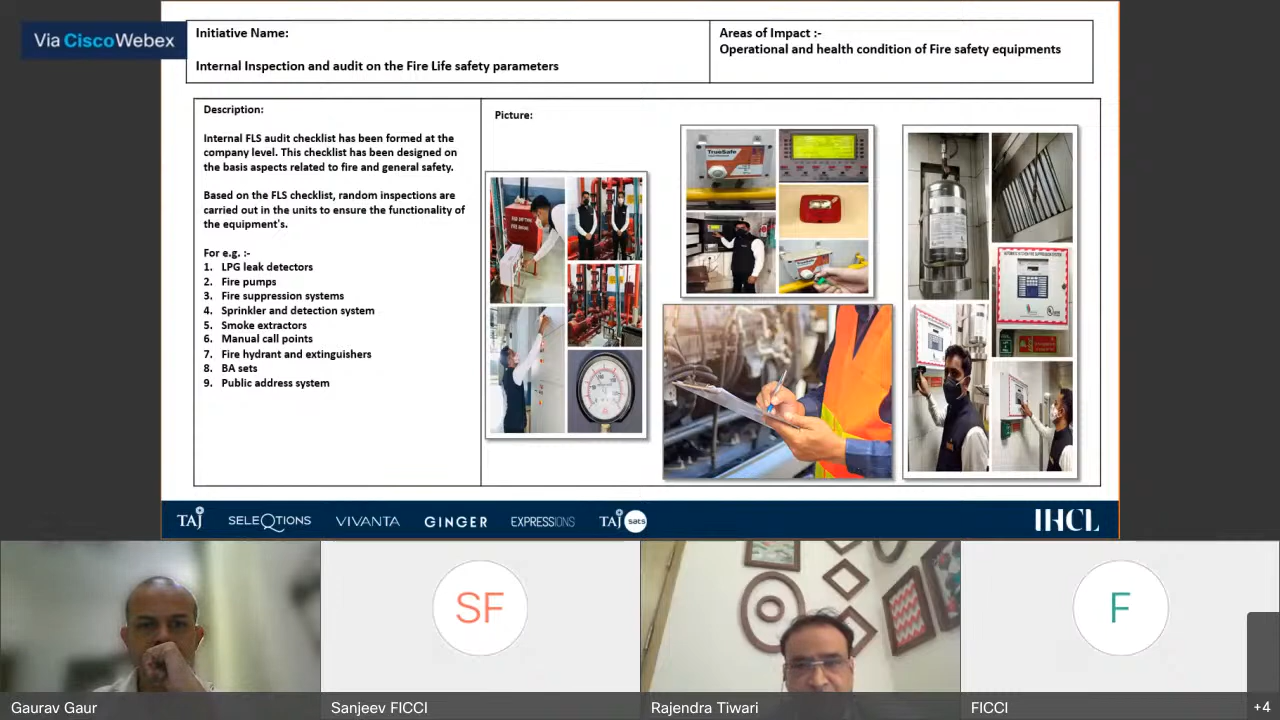 Via CiscoWebex
Initiative Name:
Internal Inspection and audit on the Fire Life safety parameters
Areas of Impact :-
Operational and health condition of Fire safety equipments
Description:
Internal FLS audit checklist has been formed at the
company level. This checklist has been designed on
the basis aspects related to fire and general safety.
Based on the FLS checklist, random inspections are
carried out in the units to ensure the functionality of
the equipment's.
For e.g. :-
1. LPG leak detectors
2. Fire pumps
3. Fire suppression systems
4. Sprinkler and detection system
5. Smoke extractors
6. Manual call points
7. Fire hydrant and extinguishers
8. BA sets
9. Public address system
Picture:
TrueSafe
TAJ
SELEQTIONS
VIVANTA
GINGER
EXPRESSIONS
TAJ sats
IHCL
SF
F
Gaurav Gaur
Sanjeev FICCI
Rajendra Tiwari
FICCI
+4